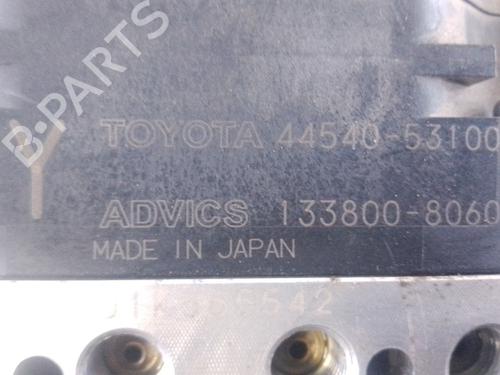 B-PARTS
TOYOTA 44540-53100
Y
ADVICS 133800-8060
MADE IN JAPAN